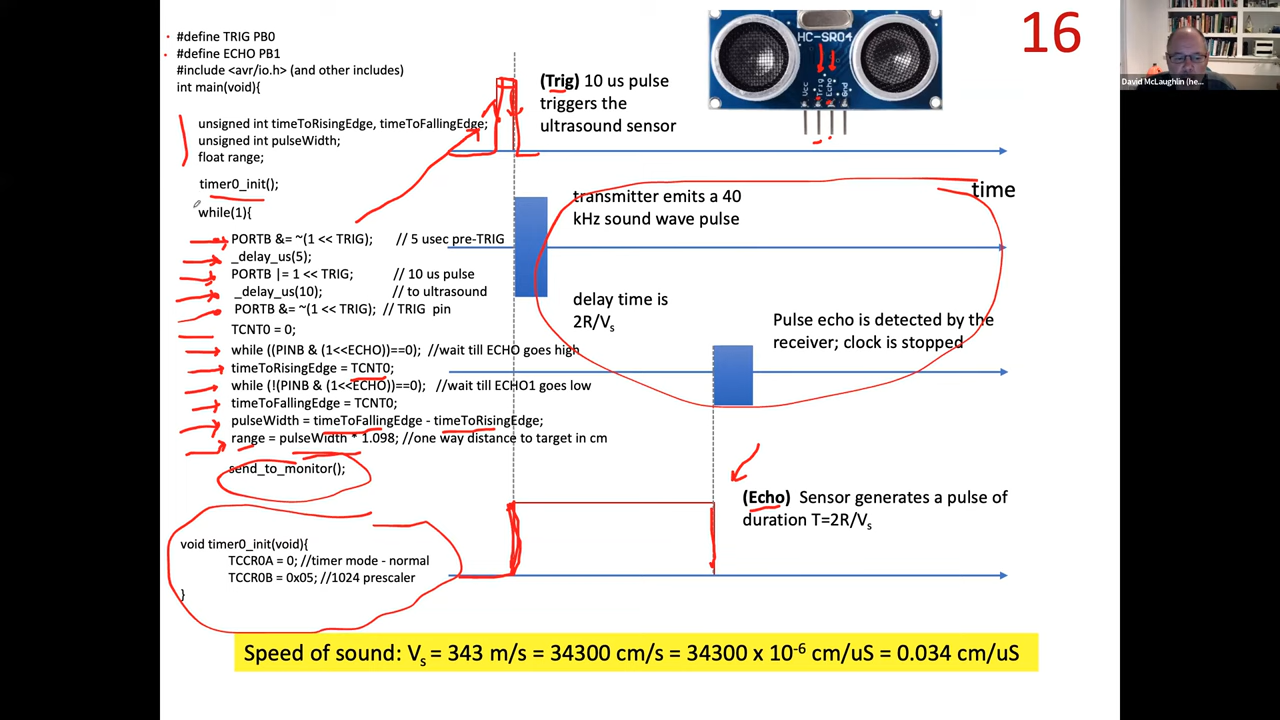 16
#define TRIG PB0
#define ECHO PB1
#include <avr/io.h> (and other includes)
int main(void){
unsigned int timeToRisingEdge, timeToFallingEdge;
unsigned int pulseWidth;
float range;
timer0_init();
while(1){
PORTB &= ~(1 << TRIG); // 5 usec pre-TRIG
_delay_us(5);
PORTB |= 1 << TRIG; // 10 us pulse
_delay_us(10); // to ultrasound
PORTB &= ~(1 << TRIG); // TRIG pin
TCNT0 = 0;
while ((PINB & (1<<ECHO))==0); //wait till ECHO goes high
timeToRisingEdge = TCNT0;
while (!(PINB & (1<<ECHO))==0); //wait till ECHO1 goes low
timeToFallingEdge = TCNT0;
pulseWidth = timeToFallingEdge - timeToRisingEdge;
range = pulseWidth * 1.098; //one way distance to target in cm
send_to_monitor();
void timer0_init(void){
TCCR0A = 0; //timer mode - normal
TCCR0B = 0x05; //1024 prescaler
}
(Trig) 10 us pulse
triggers the
ultrasound sensor
HC-SR04
Vcc
Trig
Echo
Gnd
time
transmitter emits a 40
kHz sound wave pulse
delay time is
2R/Vs
Pulse echo is detected by the
receiver; clock is stopped
(Echo) Sensor generates a pulse of
duration T=2R/Vs
Speed of sound: Vs = 343 m/s = 34300 cm/s = 34300 x 10-6 cm/uS = 0.034 cm/uS
David McLaughlin (he...